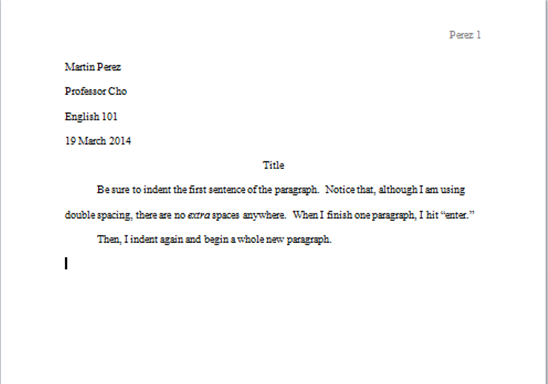 Perez 1
Martin Perez
Professor Cho
English 101
19 March 2014
Title
Be sure to indent the first sentence of the paragraph.  Notice that, although I am using
double spacing, there are no extra spaces anywhere.  When I finish one paragraph, I hit “enter.”
Then, I indent again and begin a whole new paragraph.